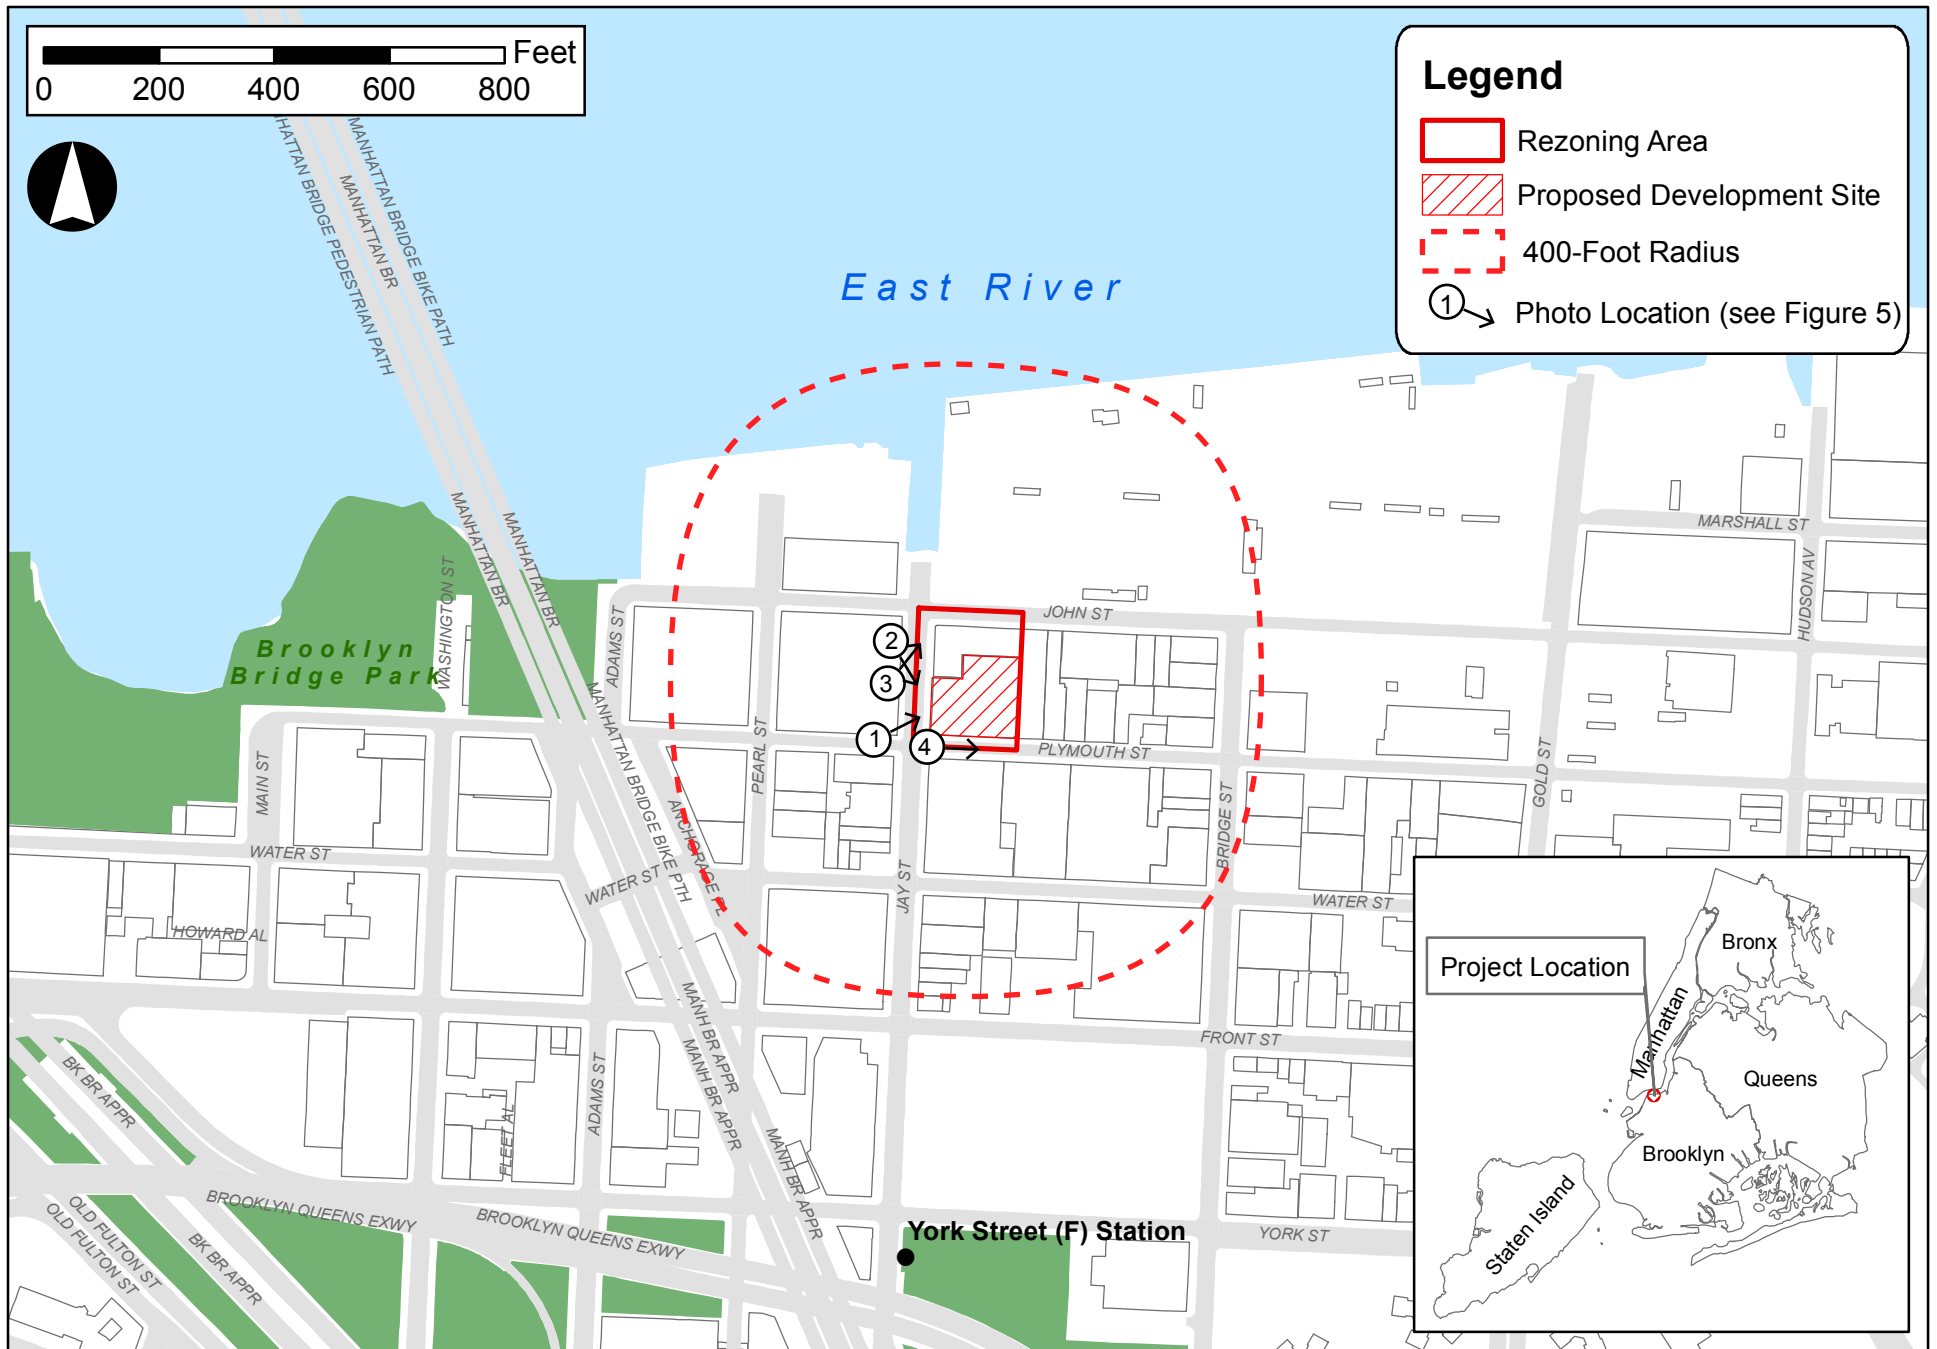 Feet
0 200 400 600 800
Legend
Rezoning Area
Proposed Development Site
400-Foot Radius
1 Photo Location (see Figure 5)
HATTAN BRIDGE PEDESTRIAN PATH
MANHATTAN BR
MANHATTAN BRIDGE BIKE PATH
East River
MANHATTAN BR
MANHATTAN BR
MARSHALL ST
HUDSON AV
WASHINGTON ST
ADAMS ST
JOHN ST
Brooklyn
Bridge Park
2
3
1
4
MANHATTAN BRIDGE BIKE PTH
PEARL ST
PLYMOUTH ST
MAIN ST
GOLD ST
BRIDGE ST
ANCHORAGE PL
JAY ST
WATER ST
WATER ST
WATER ST
HOWARD AL
FRONT ST
MANH BR APPR
MANH BR APPR
MANH BR APPR
BK BR APPR
ADAMS ST
FLEET AL
BROOKLYN QUEENS EXWY
BROOKLYN QUEENS EXWY
OLD FULTON ST
OLD FULTON ST
BK BR APPR
York Street (F) Station
YORK ST
Project Location
Bronx
Manhattan
Queens
Brooklyn
Staten Island